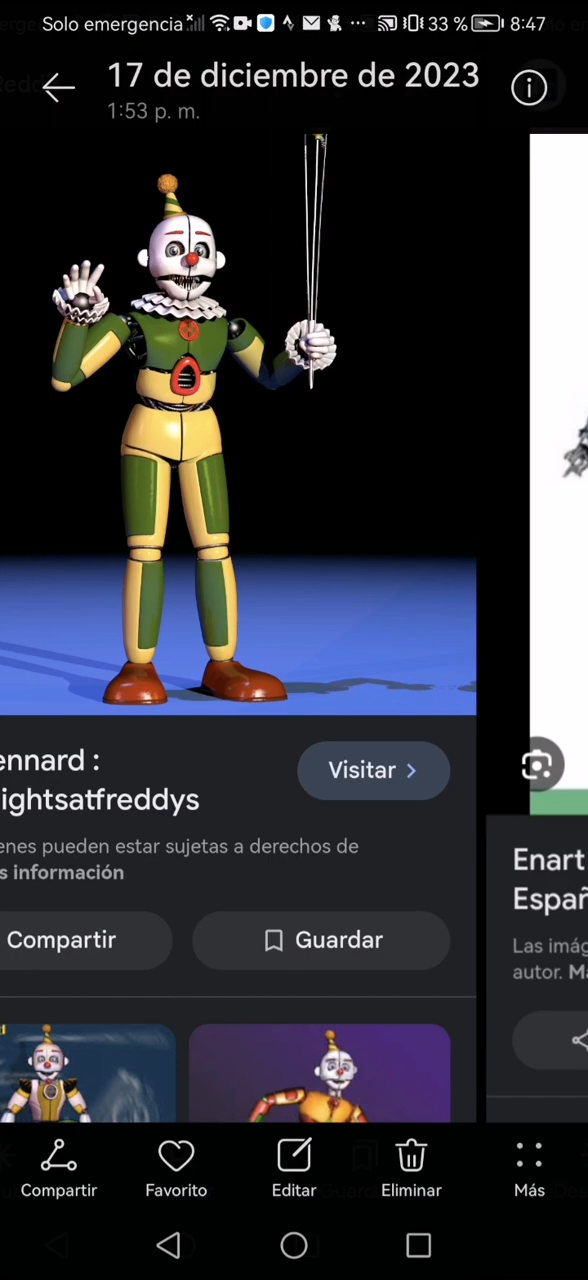 Solo emergencia 33 % 8:47
17 de diciembre de 2023
1:53 p. m.
ennard :
ightsatfreddys
Visitar
enes pueden estar sujetas a derechos de
s información
Compartir
Guardar
Enart
Españ
Las imág
autor. Má
Compartir
Favorito
Editar
Eliminar
Más